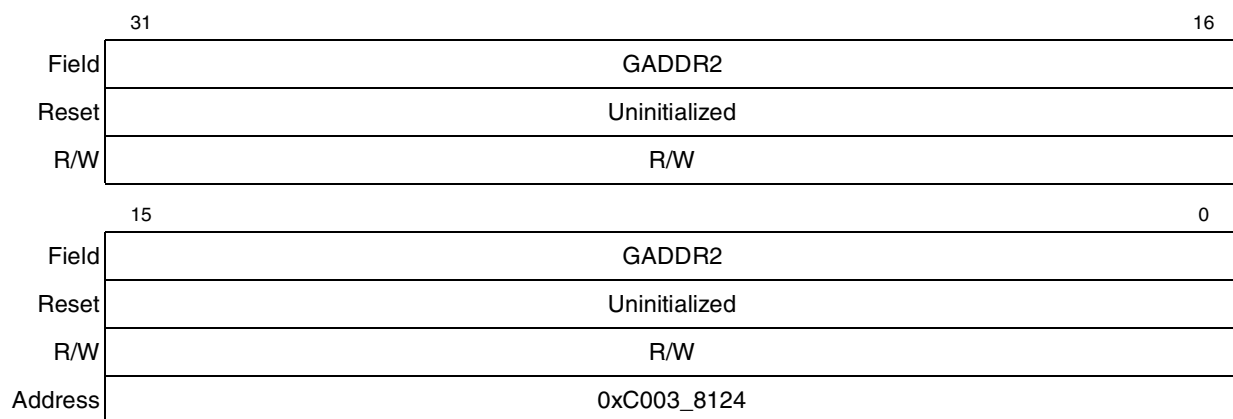 31 16
Field GADDR2
Reset Uninitialized
R/W R/W
15 0
Field GADDR2
Reset Uninitialized
R/W R/W
Address 0xC003_8124